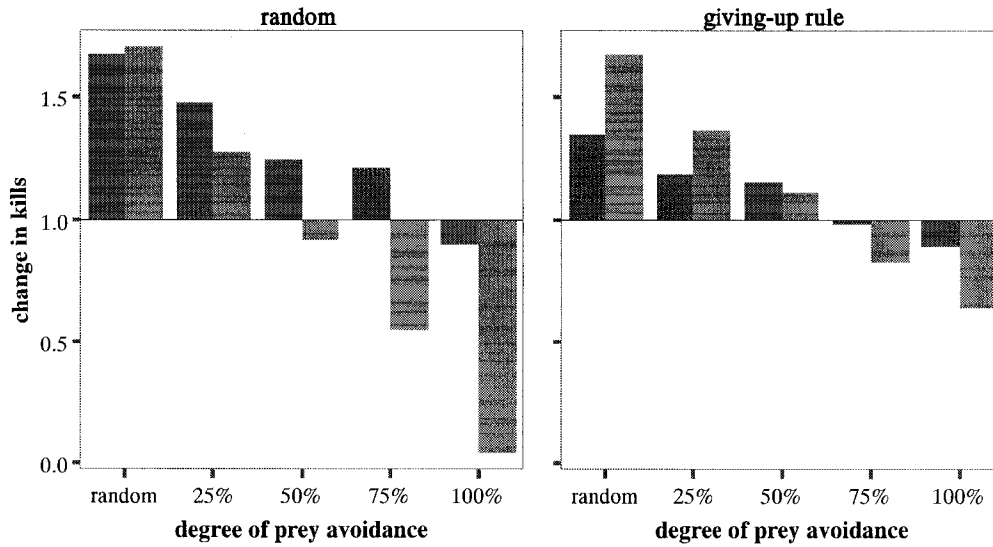 random
giving-up rule
change in kills
1.5
1.0
0.5
0.0
random 25% 50% 75% 100%
random 25% 50% 75% 100%
degree of prey avoidance
degree of prey avoidance